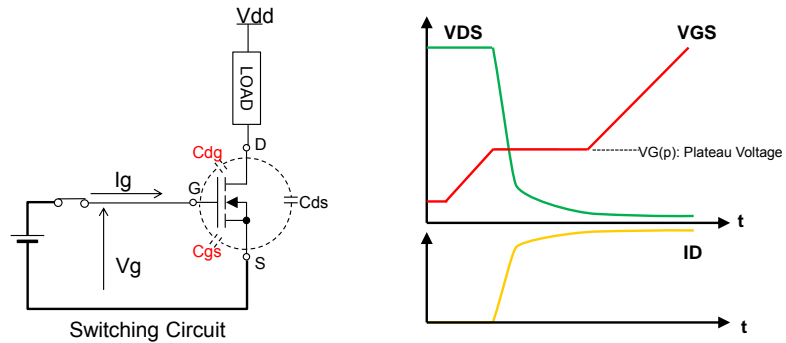 Vdd
LOAD
D
Cdg
Ig
G
Cds
Cgs
Vg
S
Switching Circuit
VDS
VGS
VG(p): Plateau Voltage
t
ID
t